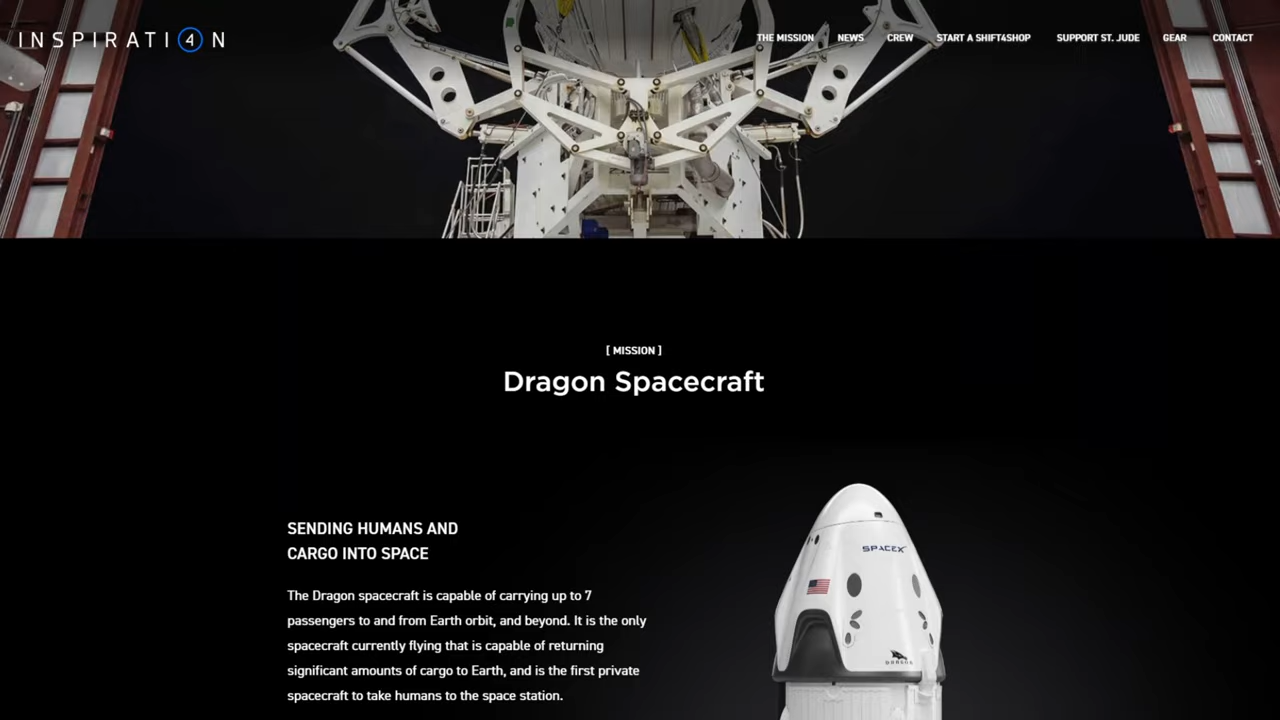 INSPIRATI4N
THE MISSION NEWS CREW START A SHIFT4SHOP SUPPORT ST. JUDE GEAR CONTACT
[ MISSION ]
Dragon Spacecraft
SENDING HUMANS AND
CARGO INTO SPACE
The Dragon spacecraft is capable of carrying up to 7
passengers to and from Earth orbit, and beyond. It is the only
spacecraft currently flying that is capable of returning
significant amounts of cargo to Earth, and is the first private
spacecraft to take humans to the space station.
SPACEX
DRAGON